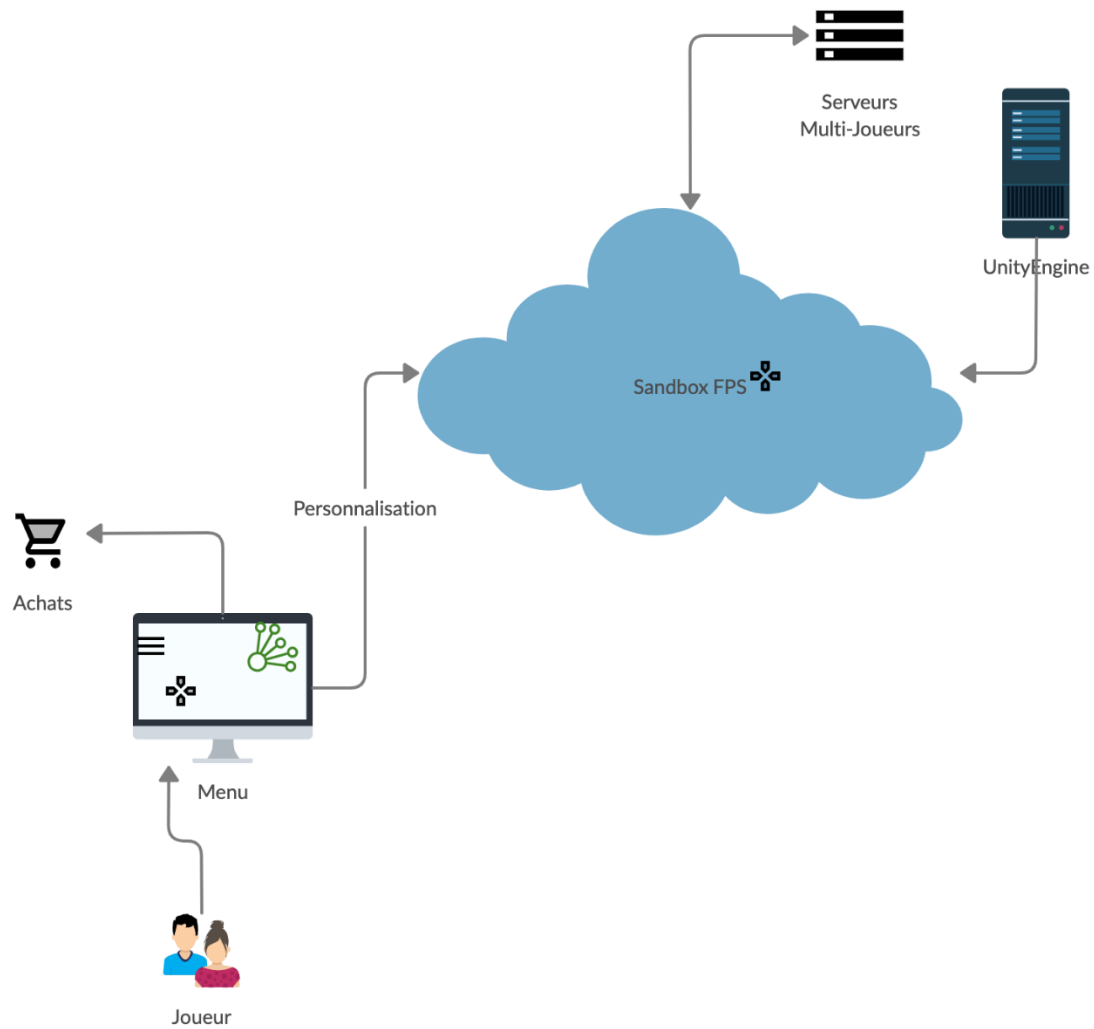 Serveurs
Multi-Joueurs
UnityEngine
Sandbox FPS
Personnalisation
Achats
Menu
Joueur